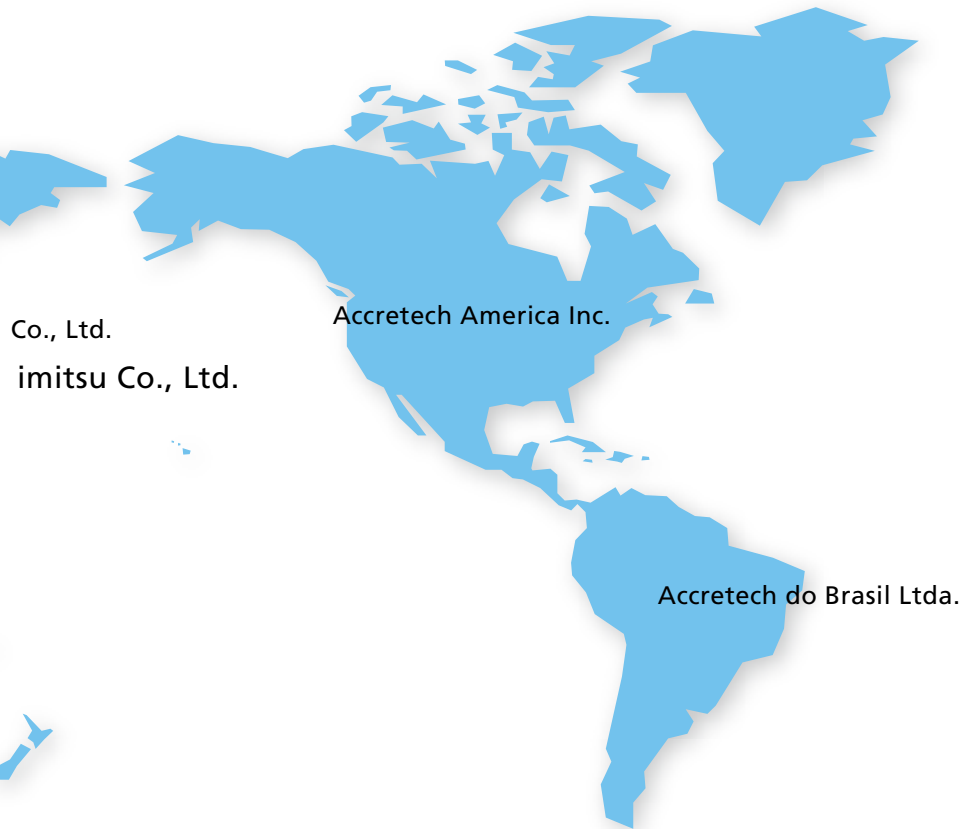 Accretech America Inc.
Co., Ltd.
imitsu Co., Ltd.
Accretech do Brasil Ltda.